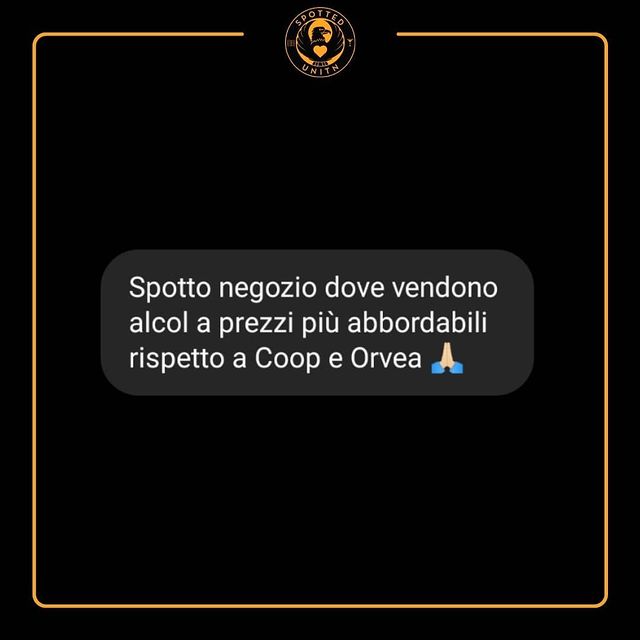 SPOTTED
UNITN
Spotto negozio dove vendono
alcol a prezzi più abbordabili
rispetto a Coop e Orvea 🙏🏻